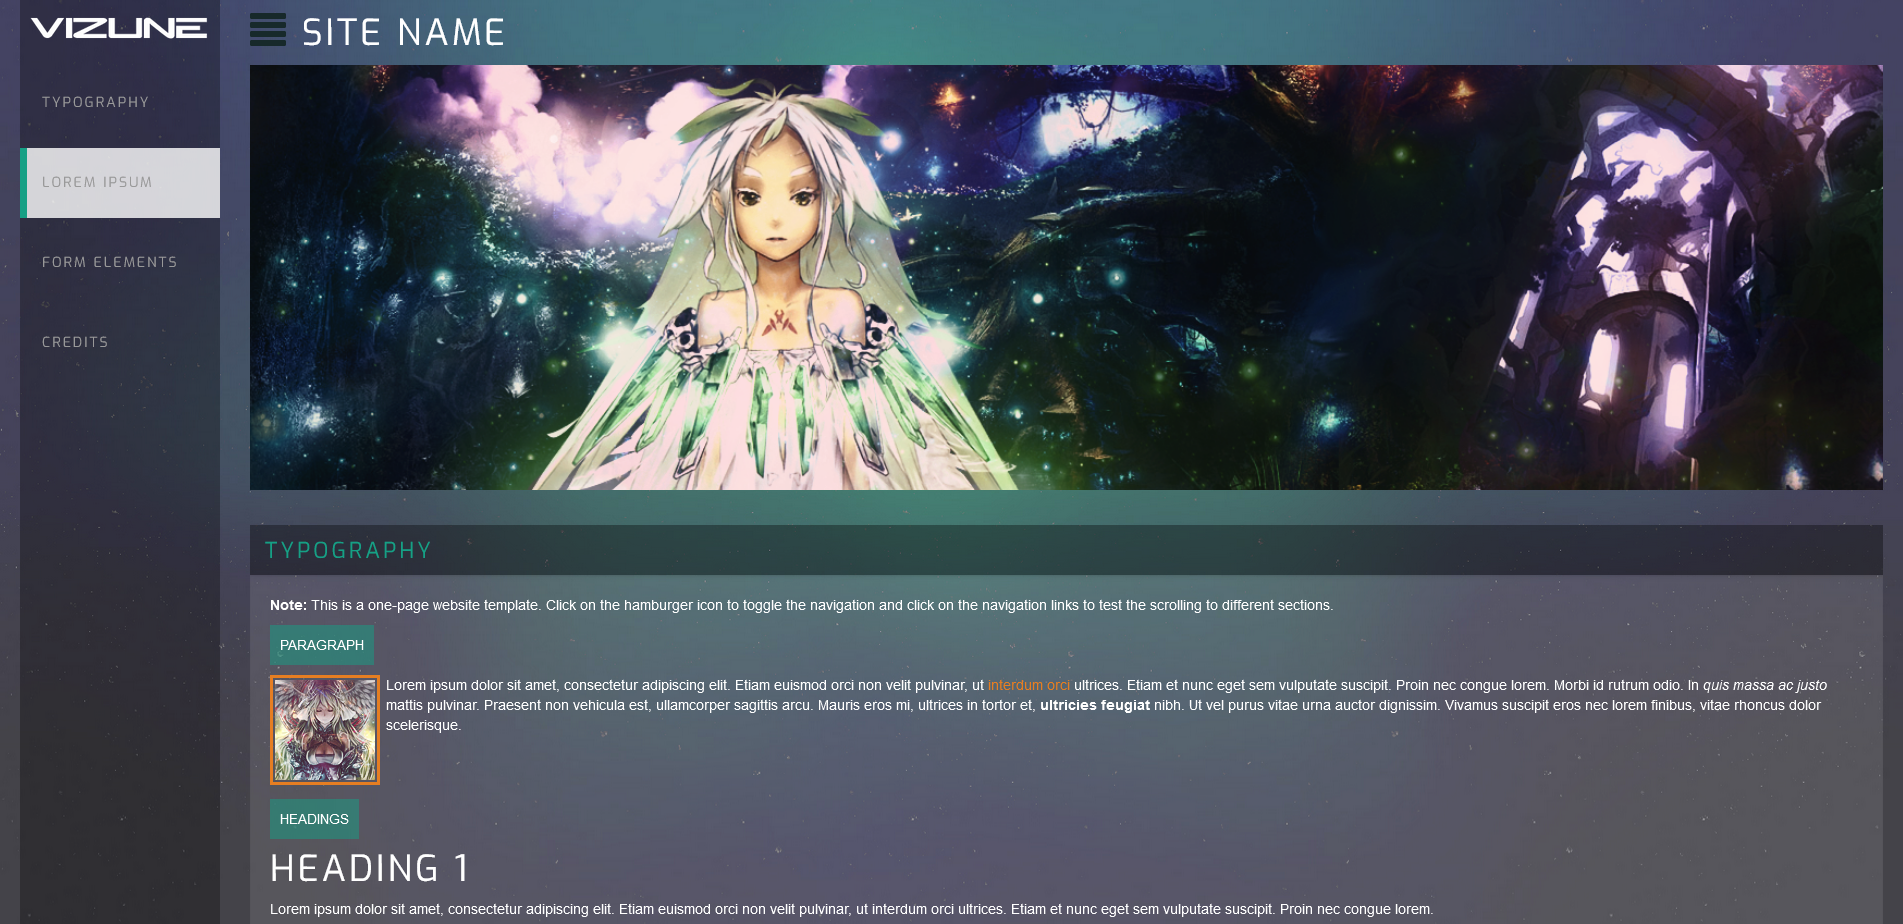 VIZUNE
TYPOGRAPHY
LOREM IPSUM
FORM ELEMENTS
CREDITS
SITE NAME
TYPOGRAPHY
Note: This is a one-page website template. Click on the hamburger icon to toggle the navigation and click on the navigation links to test the scrolling to different sections.
PARAGRAPH
Lorem ipsum dolor sit amet, consectetur adipiscing elit. Etiam euismod orci non velit pulvinar, ut interdum orci ultrices. Etiam et nunc eget sem vulputate suscipit. Proin nec congue lorem. Morbi id rutrum odio. In quis massa ac justo
mattis pulvinar. Praesent non vehicula est, ullamcorper sagittis arcu. Mauris eros mi, ultrices in tortor et, ultricies feugiat nibh. Ut vel purus vitae urna auctor dignissim. Vivamus suscipit eros nec lorem finibus, vitae rhoncus dolor
scelerisque.
HEADINGS
HEADING 1
Lorem ipsum dolor sit amet, consectetur adipiscing elit. Etiam euismod orci non velit pulvinar, ut interdum orci ultrices. Etiam et nunc eget sem vulputate suscipit. Proin nec congue lorem.